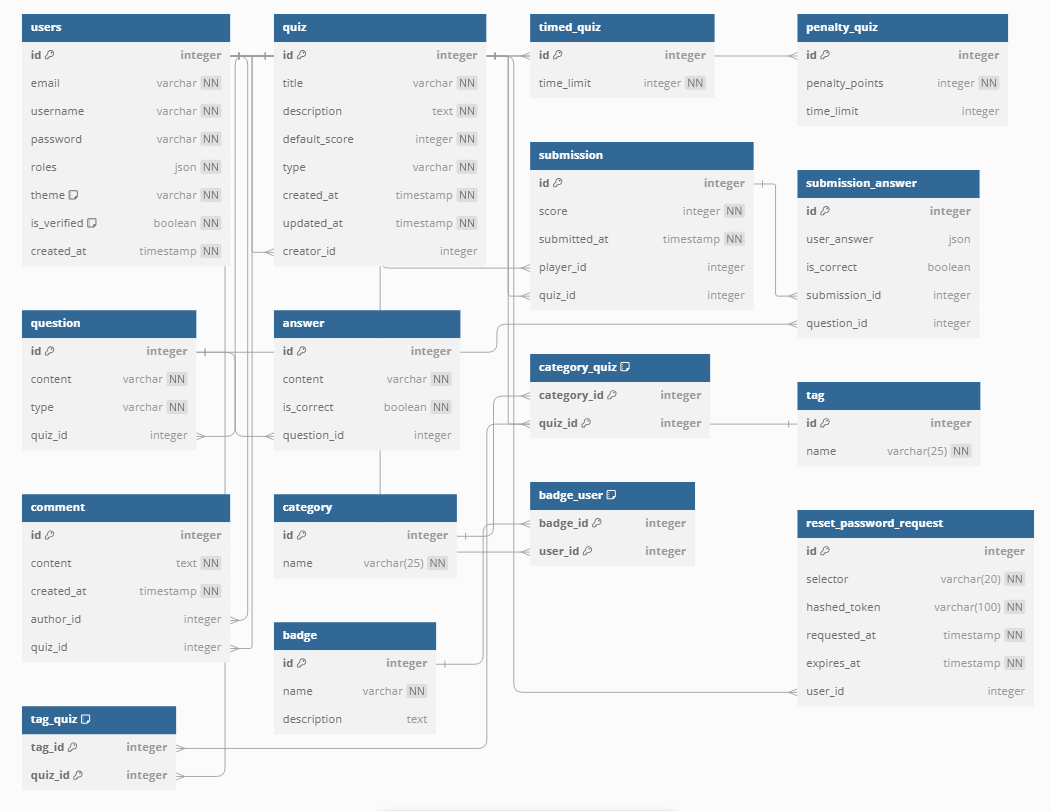 users
id integer
email varchar NN
username varchar NN
password varchar NN
roles json NN
theme varchar NN
is_verified boolean NN
created_at timestamp NN
quiz
id integer
title varchar NN
description text NN
default_score integer NN
type varchar NN
created_at timestamp NN
updated_at timestamp NN
creator_id integer
timed_quiz
id integer
time_limit integer NN
penalty_quiz
id integer
penalty_points integer NN
time_limit integer
submission
id integer
score integer NN
submitted_at timestamp NN
player_id integer
quiz_id integer
submission_answer
id integer
user_answer json
is_correct boolean
submission_id integer
question_id integer
question
id integer
content varchar NN
type varchar NN
quiz_id integer
answer
id integer
content varchar NN
is_correct boolean NN
question_id integer
category_quiz
category_id integer
quiz_id integer
tag
id integer
name varchar(25) NN
comment
id integer
content text NN
created_at timestamp NN
author_id integer
quiz_id integer
category
id integer
name varchar(25) NN
badge_user
badge_id integer
user_id integer
reset_password_request
id integer
selector varchar(20) NN
hashed_token varchar(100) NN
requested_at timestamp NN
expires_at timestamp NN
user_id integer
badge
id integer
name varchar NN
description text
tag_quiz
tag_id integer
quiz_id integer